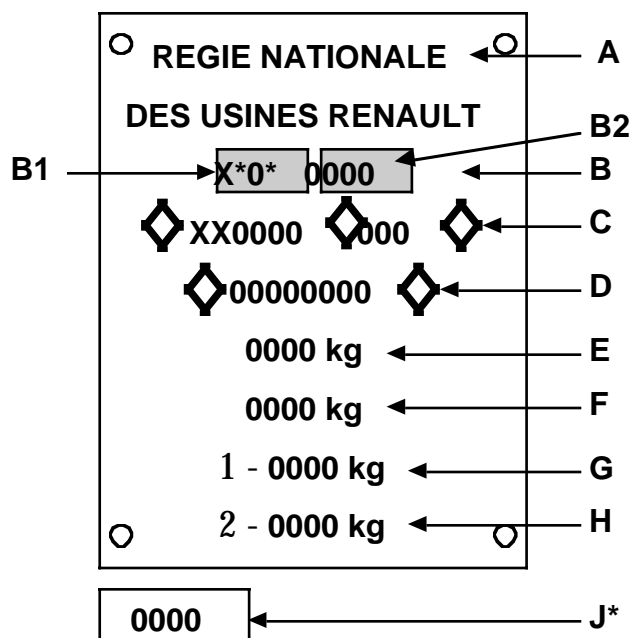 REGIE NATIONALE A
DES USINES RENAULT
B2
B1 X*0* 0000 B
XX0000 000 C
00000000 D
0000 kg E
0000 kg F
1 - 0000 kg G
2 - 0000 kg H
0000 J*